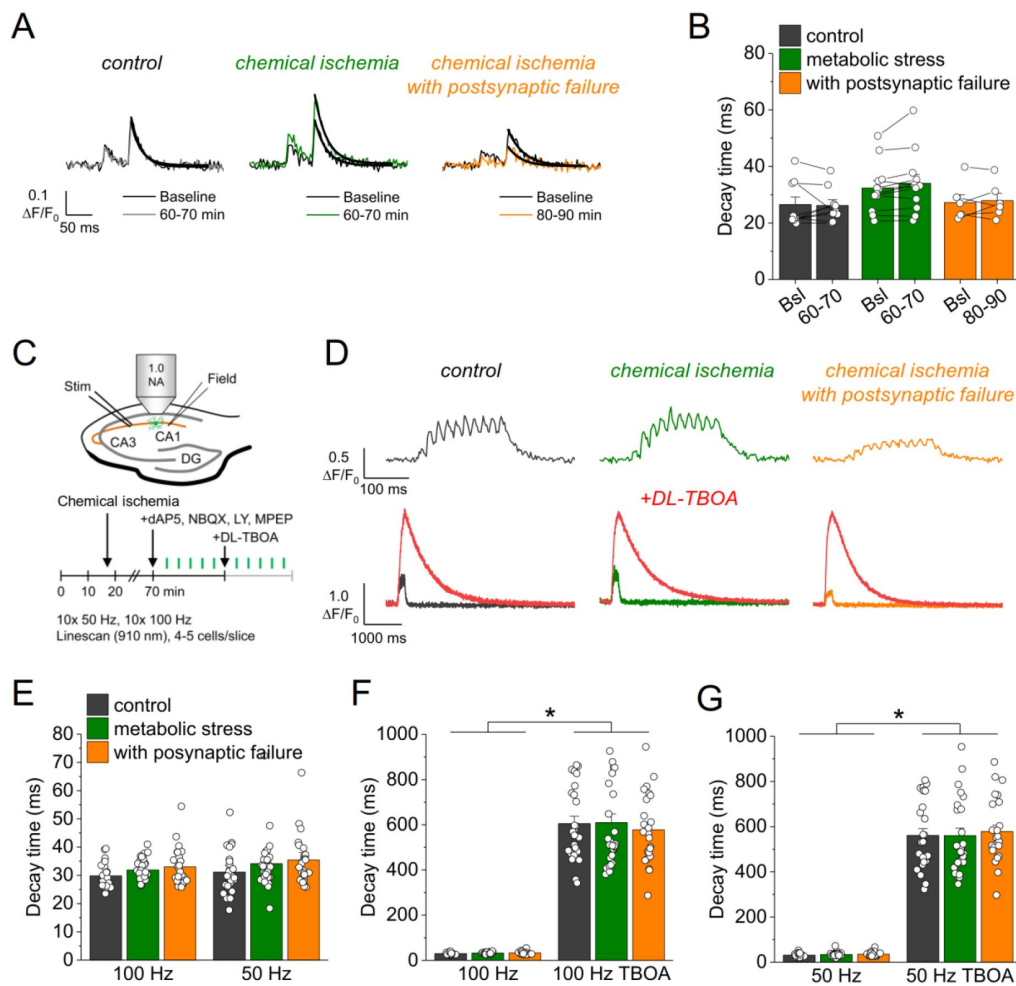 A
control
chemical ischemia
chemical ischemia
with postsynaptic failure
0.1
ΔF/F0
50 ms
Baseline
60-70 min
Baseline
60-70 min
Baseline
80-90 min
B
control
metabolic stress
with postsynaptic failure
Decay time (ms)
80
60
40
20
0
Bsl
60-70
Bsl
60-70
Bsl
80-90
C
1.0
NA
Stim
Field
CA3
CA1
DG
Chemical ischemia
+dAP5, NBQX, LY, MPEP
+DL-TBOA
0 10 20 70 min
10x 50 Hz, 10x 100 Hz
Linescan (910 nm), 4-5 cells/slice
D
control
chemical ischemia
chemical ischemia
with postsynaptic failure
0.5
ΔF/F0
100 ms
+DL-TBOA
1.0
ΔF/F0
1000 ms
E
control
metabolic stress
with posynaptic failure
Decay time (ms)
80
70
60
50
40
30
20
10
0
100 Hz
50 Hz
F
*
Decay time (ms)
1000
800
600
400
200
0
100 Hz
100 Hz TBOA
G
*
Decay time (ms)
1000
800
600
400
200
0
50 Hz
50 Hz TBOA